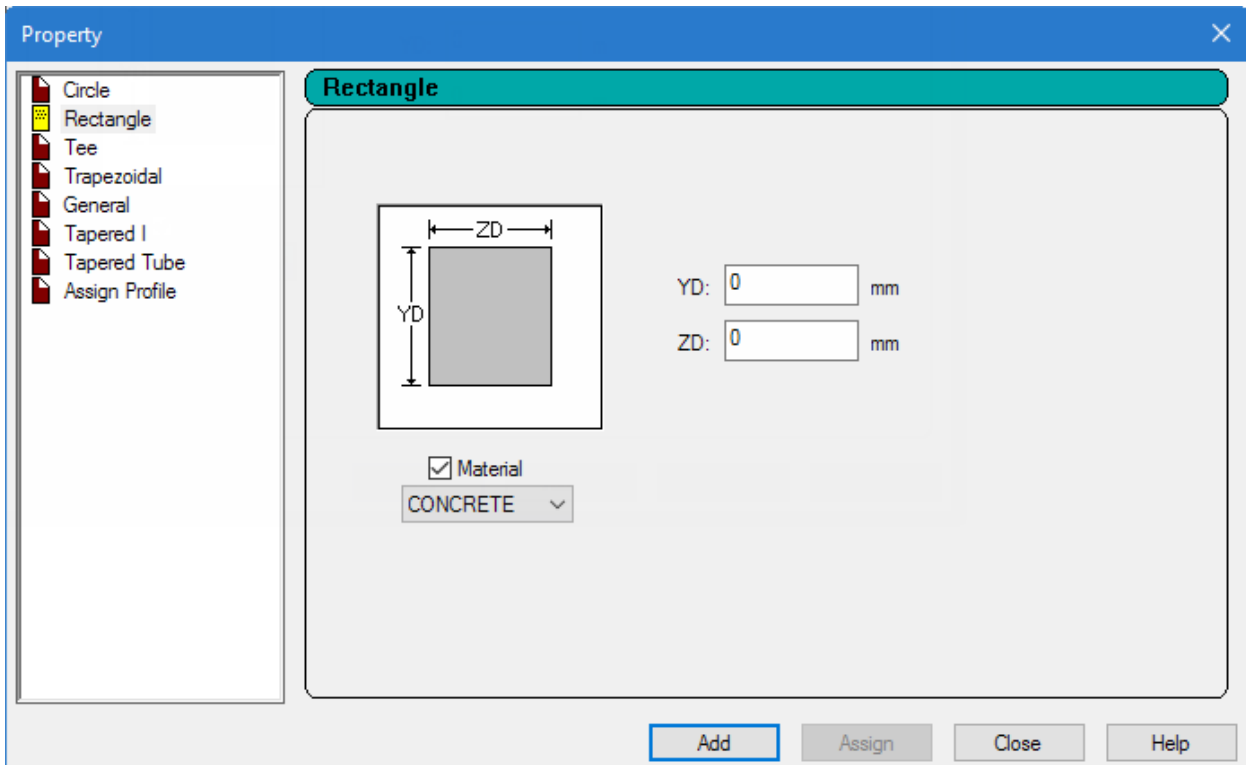 Property
Circle
Rectangle
Tee
Trapezoidal
General
Tapered I
Tapered Tube
Assign Profile
Rectangle
ZD
YD
YD: 0 mm
ZD: 0 mm
Material
CONCRETE
Add Assign Close Help